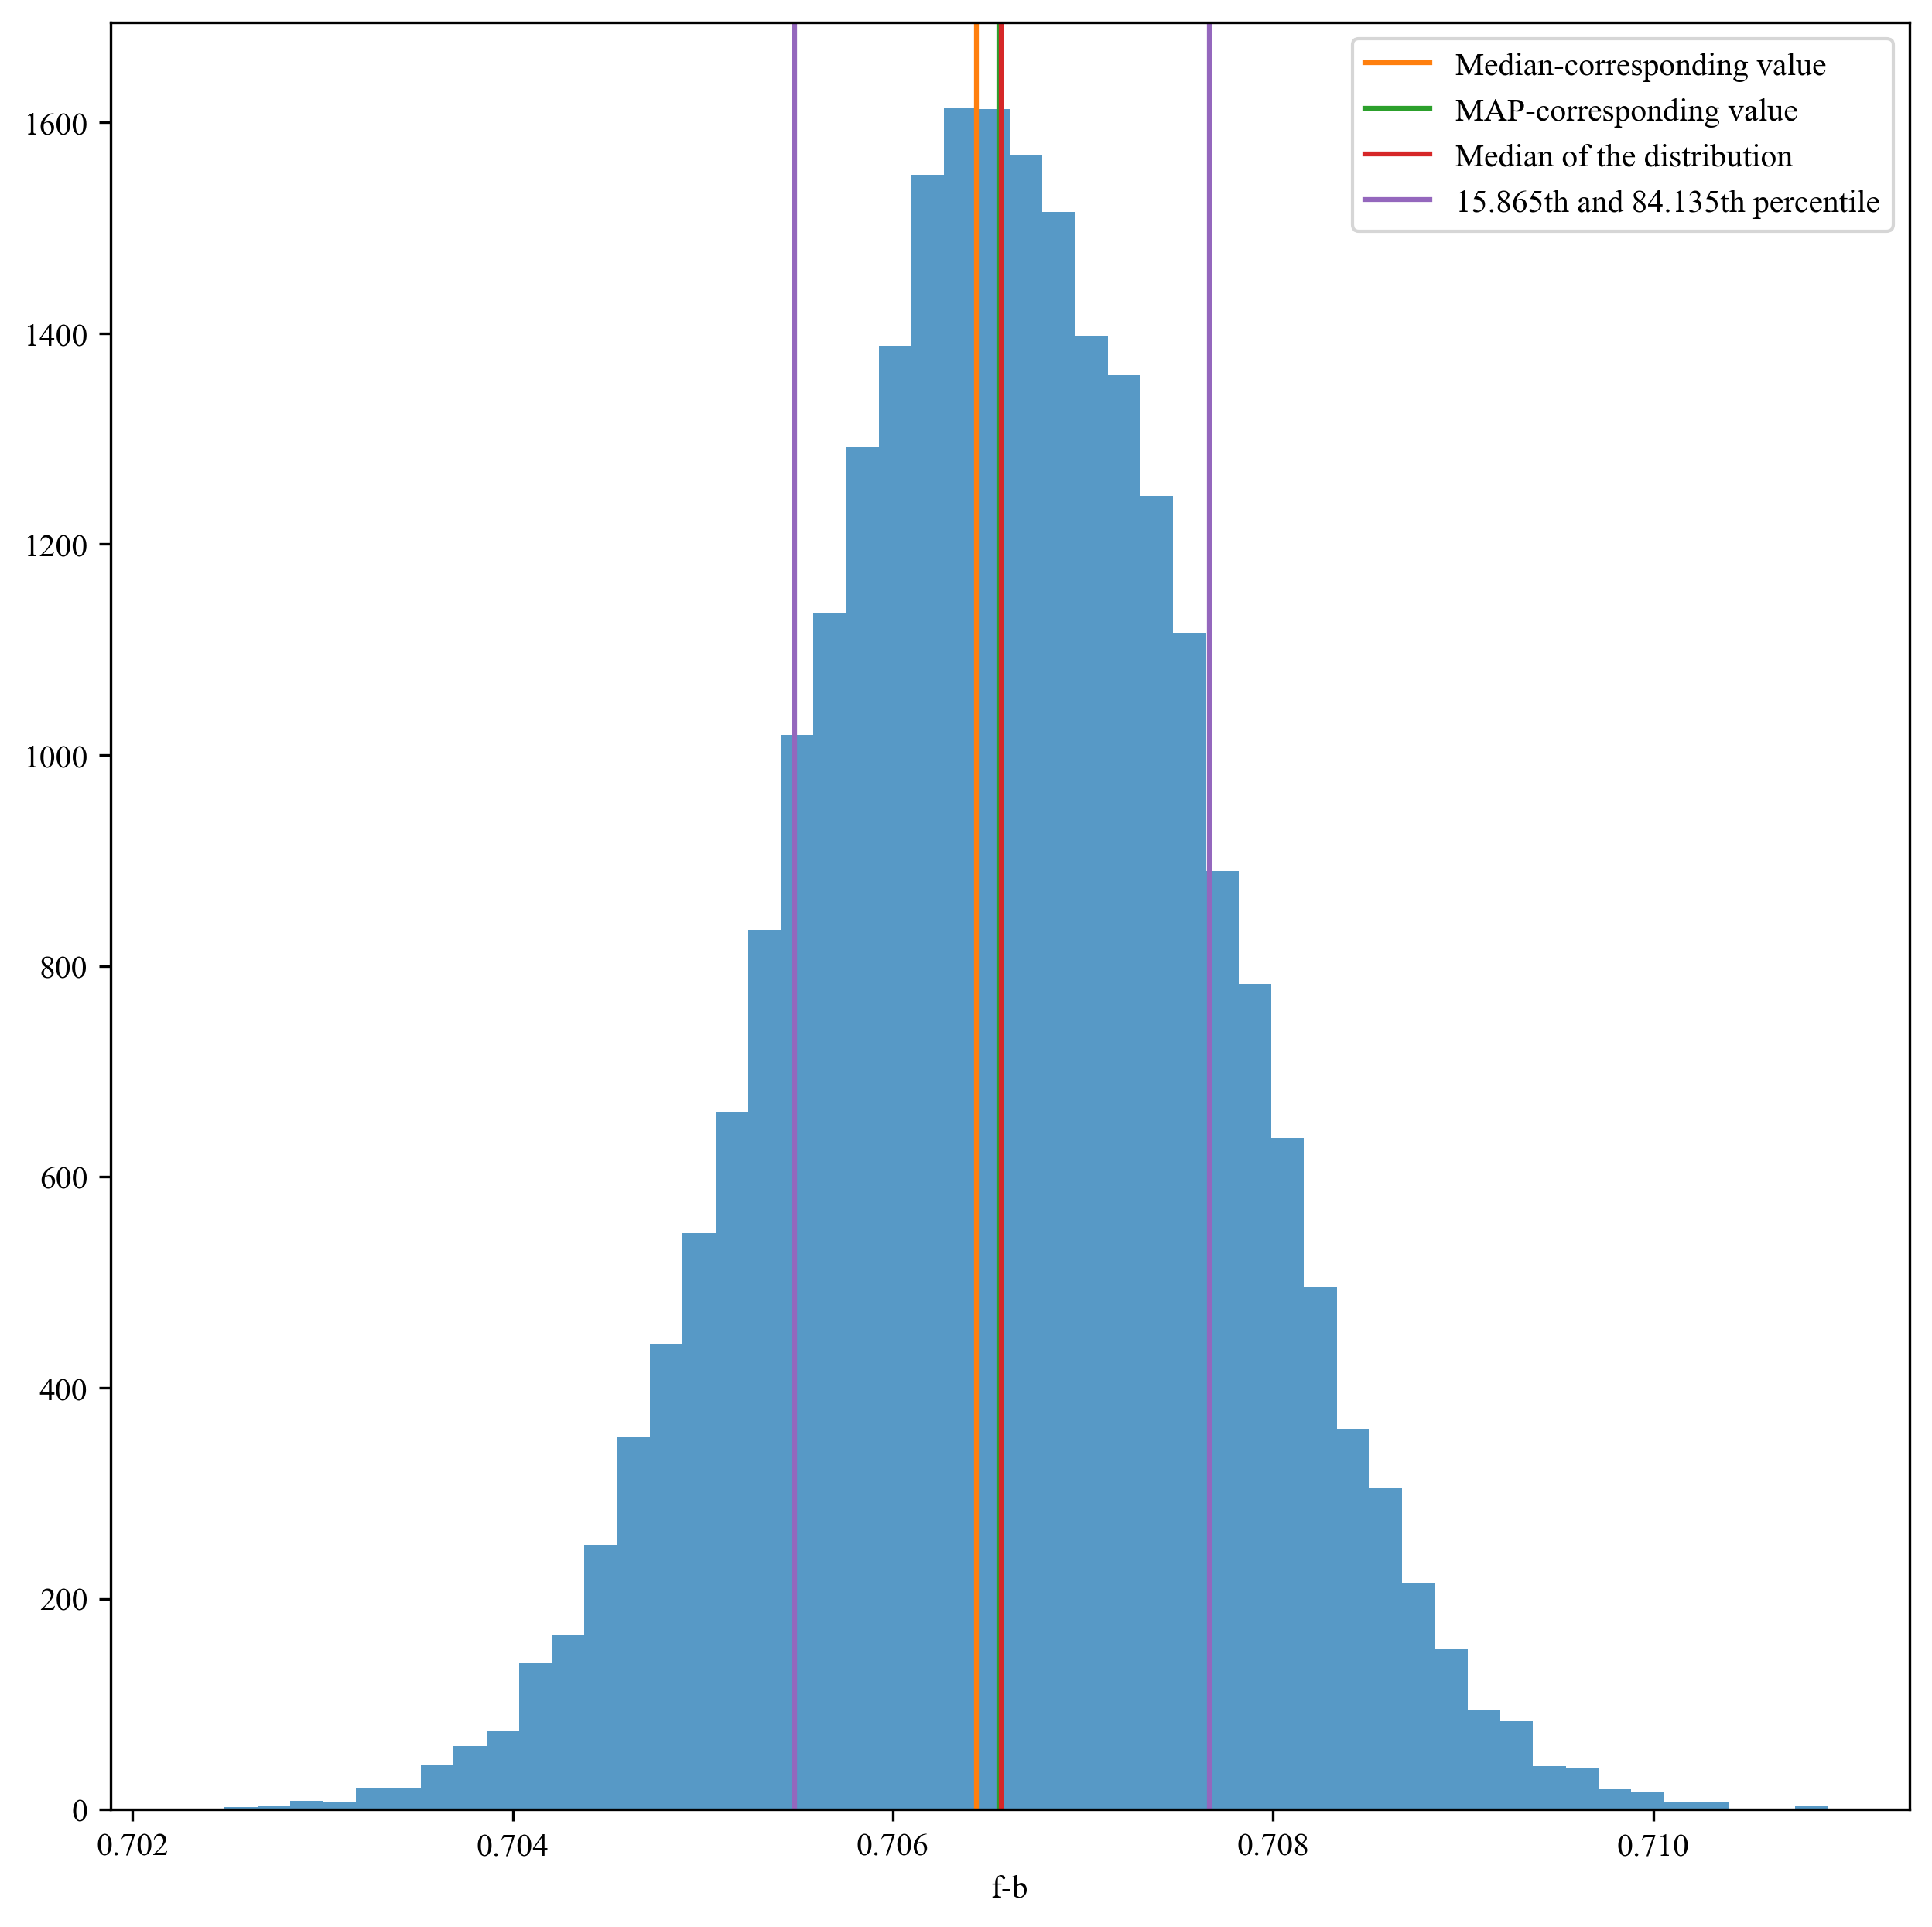 Median-corresponding value
MAP-corresponding value
Median of the distribution
15.865th and 84.135th percentile
1600
1400
1200
1000
800
600
400
200
0
0.702 0.704 0.706 0.708 0.710
f-b